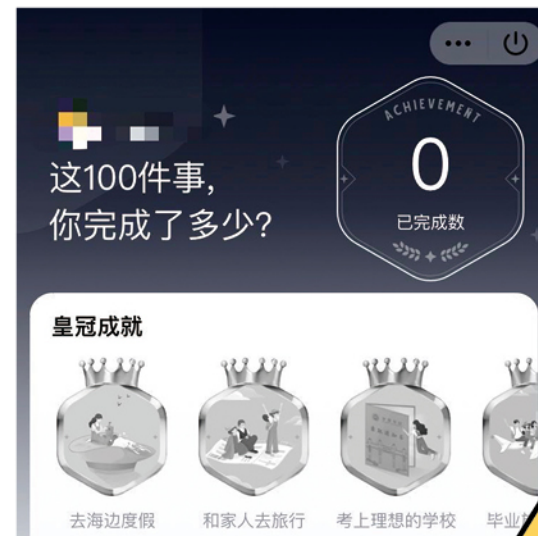 ACHIEVEMENT
0
已完成数
这100件事，
你完成了多少？
皇冠成就
去海边度假
和家人去旅行
考上理想的学校
毕业